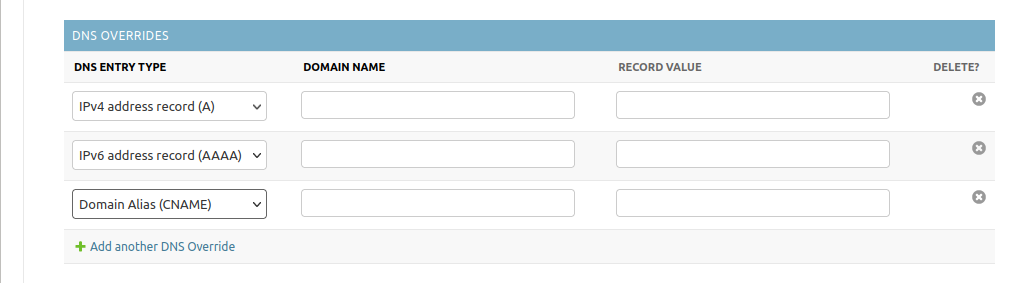 DNS OVERRIDES
DNS ENTRY TYPE DOMAIN NAME RECORD VALUE DELETE?
IPv4 address record (A)
IPv6 address record (AAAA)
Domain Alias (CNAME)
Add another DNS Override